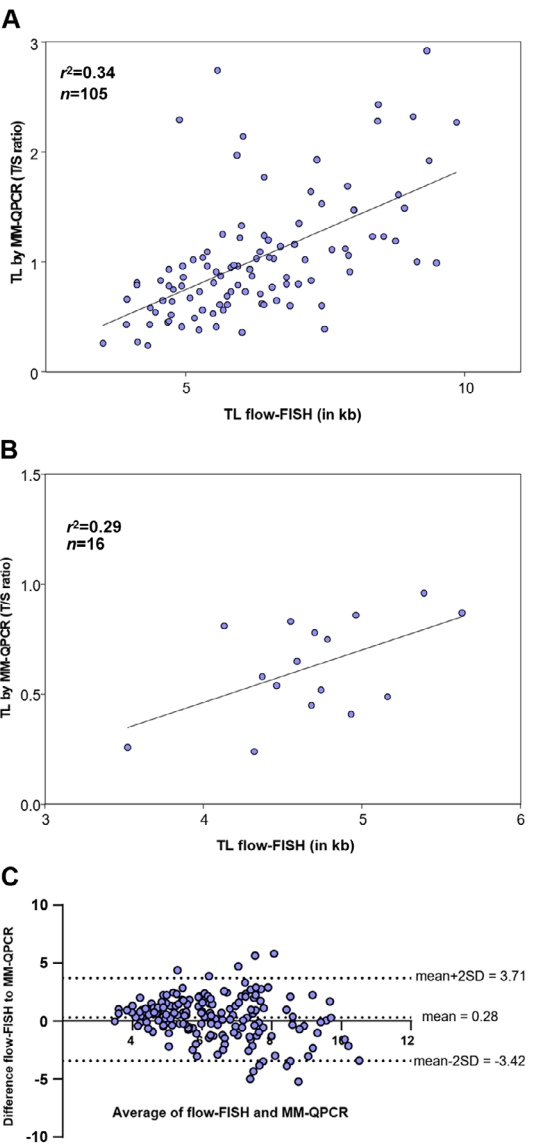 A
3
r²=0.34
n=105
2
TL by MM-QPCR (T/S ratio)
1
0
5
10
TL flow-FISH (in kb)
B
1.5
r²=0.29
n=16
1.0
TL by MM-QPCR (T/S ratio)
0.5
0.0
3
4
5
6
TL flow-FISH (in kb)
C
10
Difference flow-FISH to MM-QPCR
5
mean+2SD = 3.71
mean = 0.28
0
4
6
8
10
12
mean-2SD = -3.42
-5
Average of flow-FISH and MM-QPCR
-10